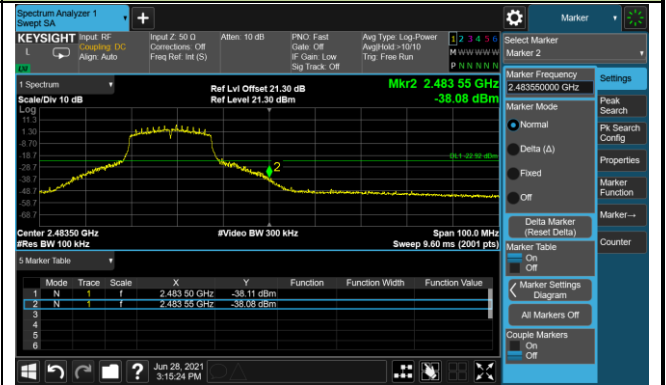 Spectrum Analyzer 1
Swept SA
Marker
KEYSIGHT
L
Input: RF
Coupling: DC
Align: Auto
Input Z: 50 Ω
Corrections: Off
Freq Ref: Int (S)
Atten: 10 dB
PNO: Fast
Gate: Off
IF Gain: Low
Sig Track: Off
Avg Type: Log-Power
Avg|Hold:>10/10
Trig: Free Run
1 2 3 4 5 6
M W W W W W
P N N N N N
Select Marker
Marker 2
1 Spectrum
Scale/Div 10 dB
Log
Ref Lvl Offset 21.30 dB
Ref Level 21.30 dBm
Mkr2 2.483 55 GHz
-38.08 dBm
11.3
1.30
-8.70
-18.7
-28.7
-38.7
-48.7
-58.7
-68.7
DL1 -22.92 dBm
2
Center 2.48350 GHz
#Res BW 100 kHz
#Video BW 300 kHz
Span 100.0 MHz
Sweep 9.60 ms (2001 pts)
5 Marker Table
Mode Trace Scale X Y Function Function Width Function Value
1 N 1 f 2.483 50 GHz -38.11 dBm
2 N 1 f 2.483 55 GHz -38.08 dBm
3
4
5
6
Marker Frequency
2.483550000 GHz
Marker Mode
Normal
Delta (Δ)
Fixed
Off
Delta Marker
(Reset Delta)
Marker Table
On
Off
Marker Settings
Diagram
All Markers Off
Couple Markers
On
Off
Settings
Peak
Search
Pk Search
Config
Properties
Marker
Function
Marker→
Counter
?
Jun 28, 2021
3:15:24 PM